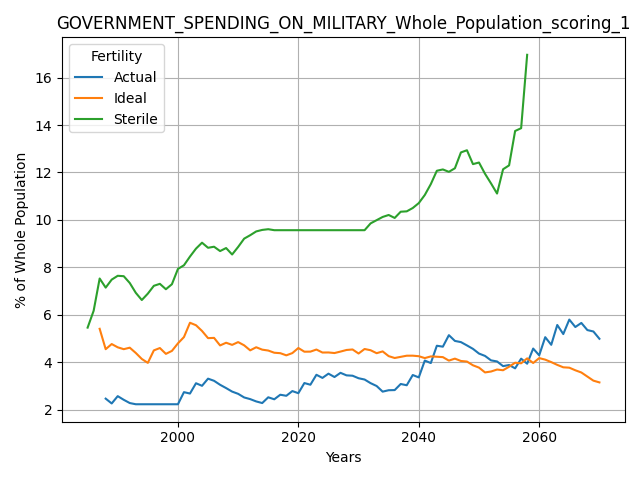 GOVERNMENT_SPENDING_ON_MILITARY_Whole_Population_scoring_1
Fertility
Actual
Ideal
Sterile
% of Whole Population
16
14
12
10
8
6
4
2
2000
2020
2040
2060
Years